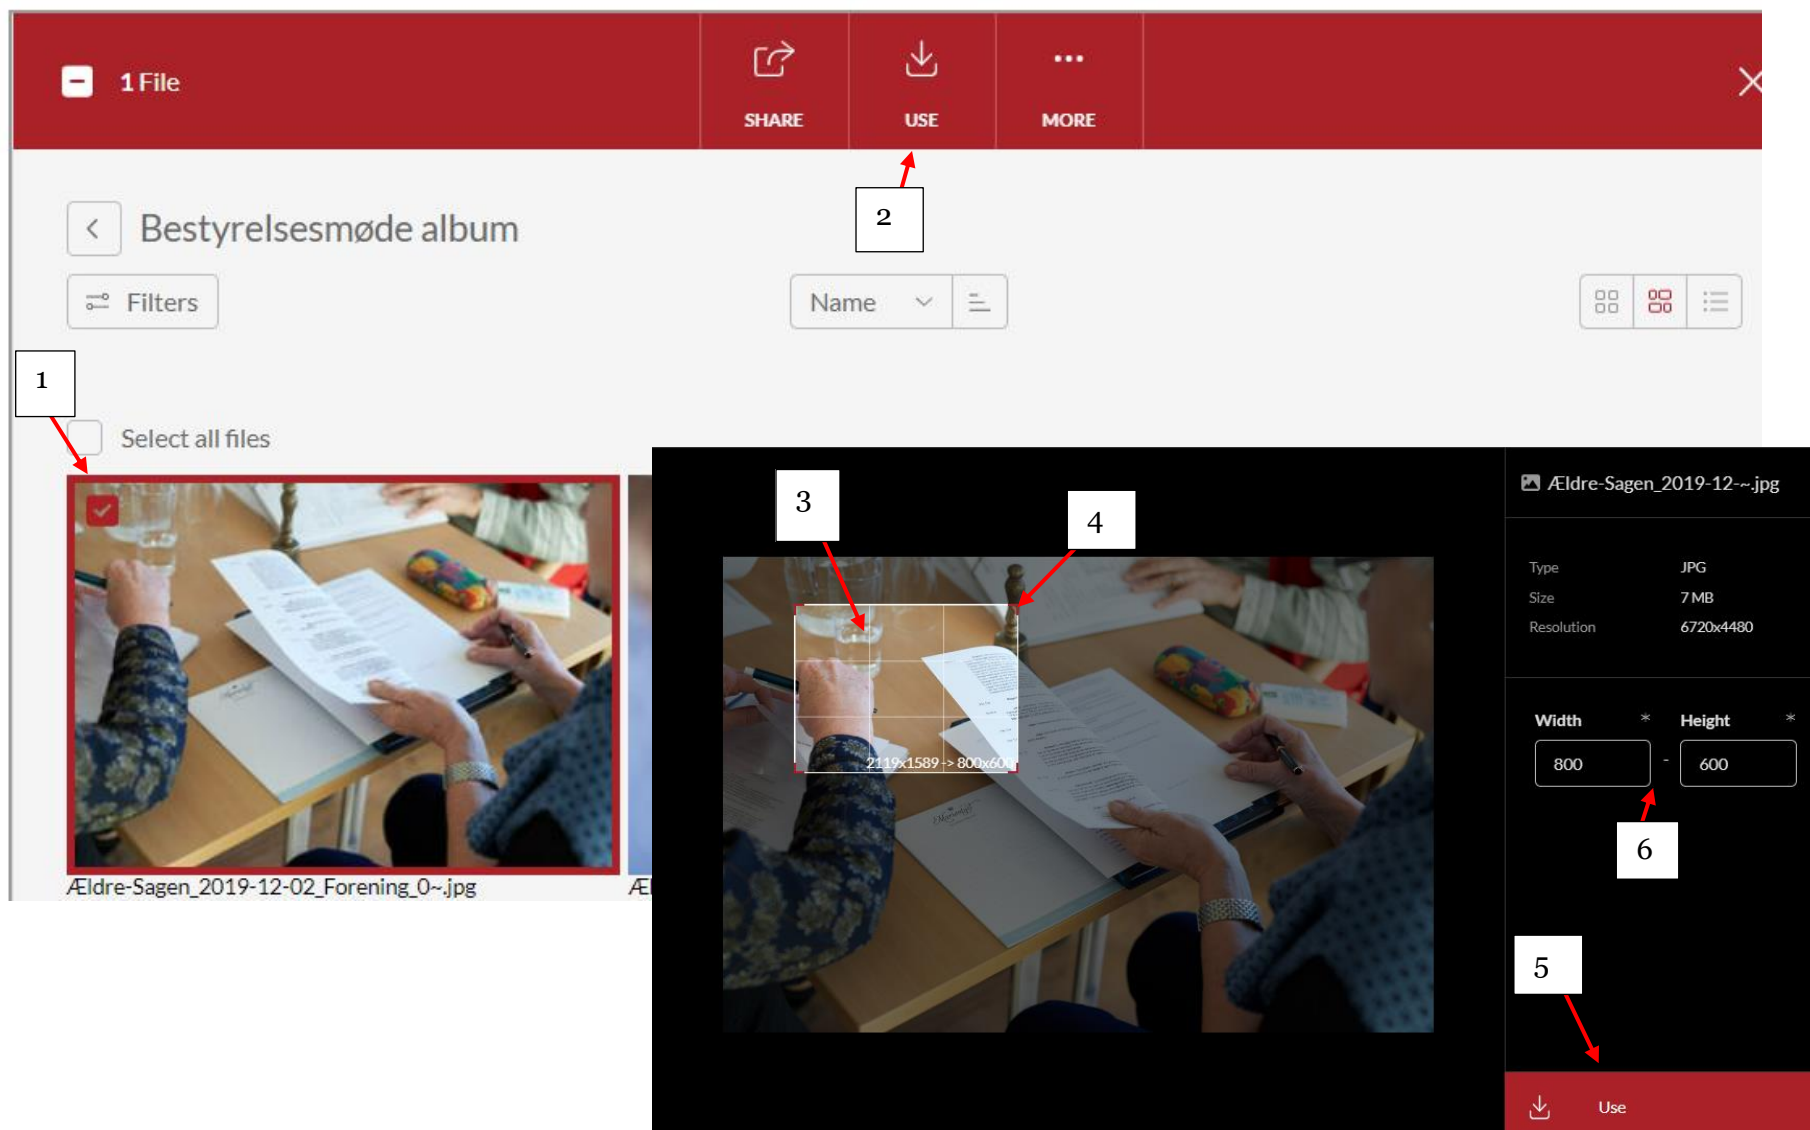 1 File
SHARE
USE
MORE
2
Bestyrelsesmøde album
Filters
Name
1
Select all files
Ældre-Sagen_2019-12-02_Forening_0~.jpg
Æl
3
4
2119x1589 -> 800x600
Ældre-Sagen_2019-12-~.jpg
Type JPG
Size 7 MB
Resolution 6720x4480
Width * Height *
800 - 600
6
5
Use